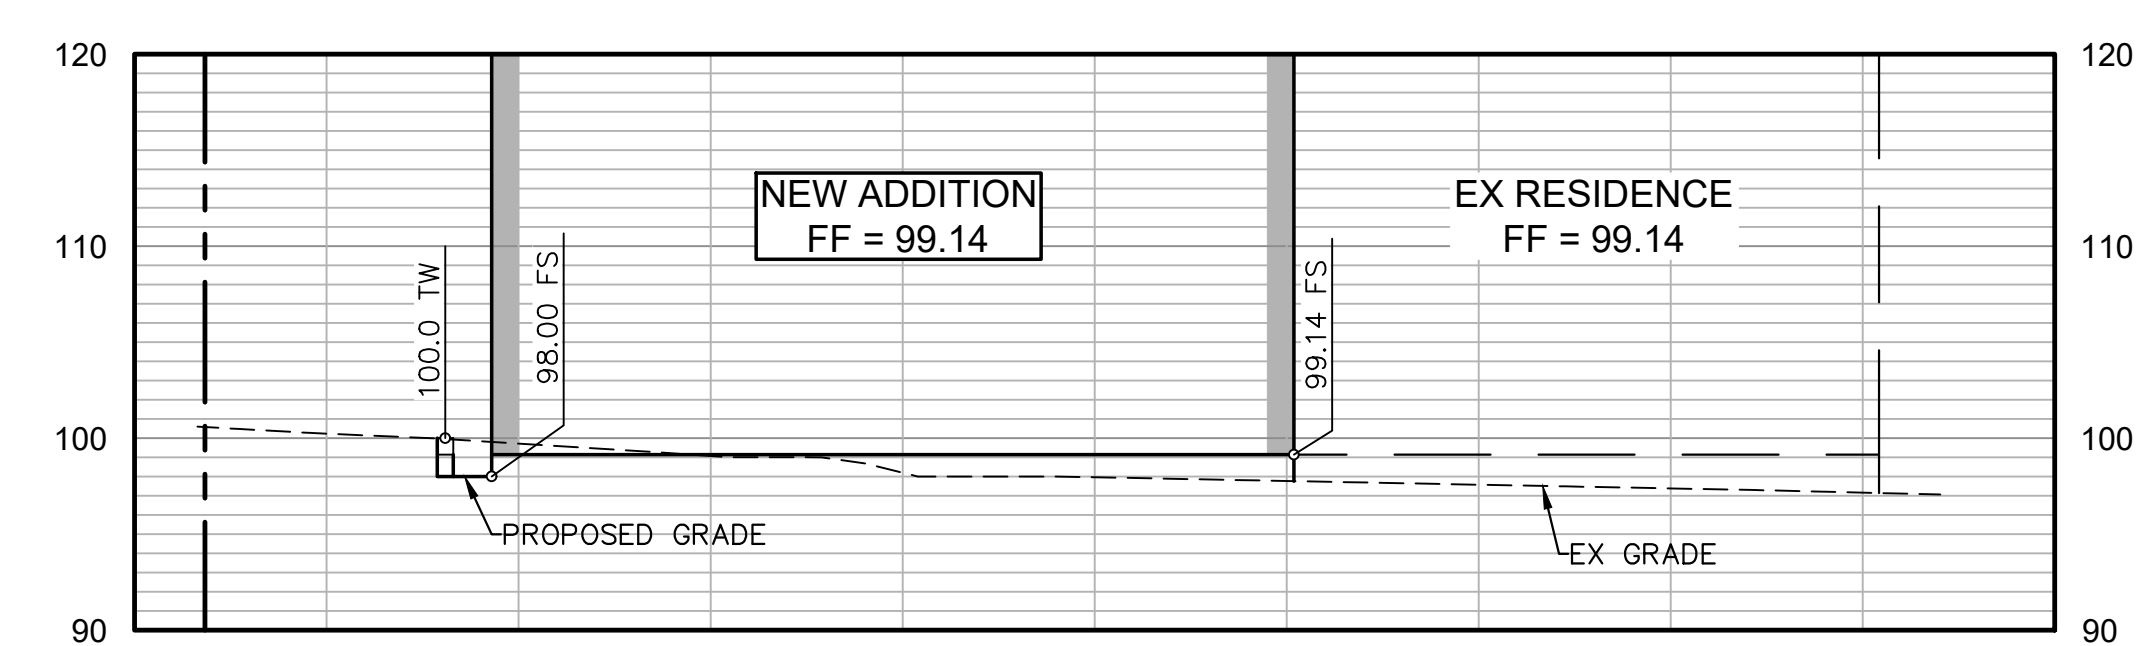 120
120
NEW ADDITION
FF = 99.14
EX RESIDENCE
FF = 99.14
110
110
100.0 TW
98.00 FS
99.14 FS
100
100
PROPOSED GRADE
EX GRADE
90
90